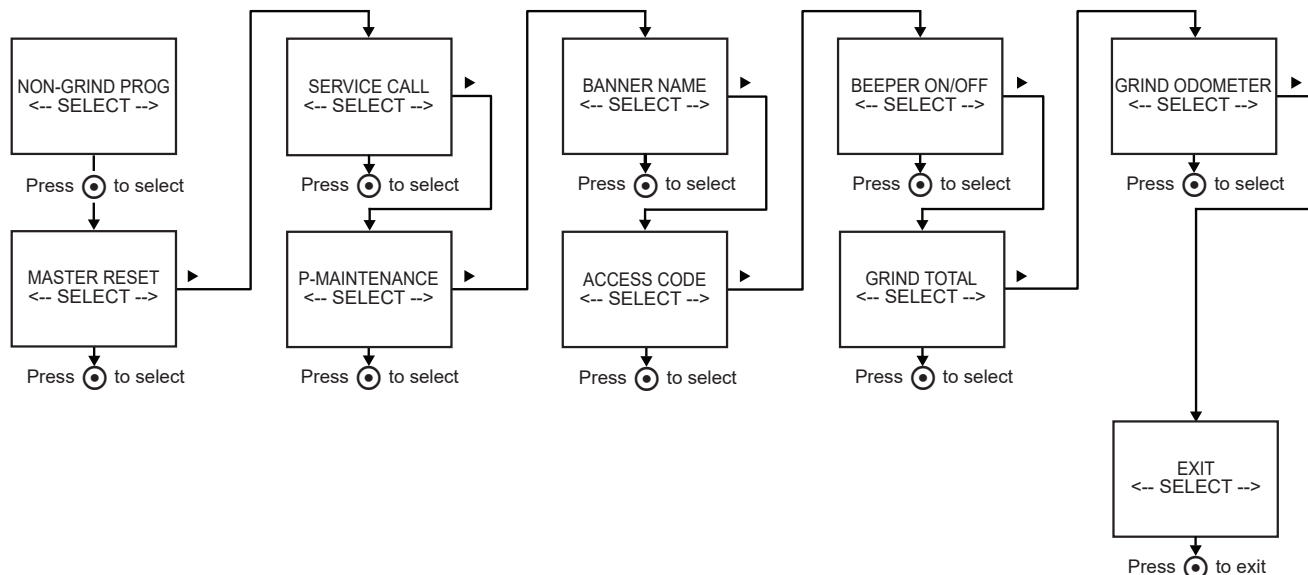 NON-GRIND PROG
<-- SELECT -->
Press to select
MASTER RESET
<-- SELECT -->
Press to select
SERVICE CALL
<-- SELECT -->
Press to select
P-MAINTENANCE
<-- SELECT -->
Press to select
BANNER NAME
<-- SELECT -->
Press to select
ACCESS CODE
<-- SELECT -->
Press to select
BEEPER ON/OFF
<-- SELECT -->
Press to select
GRIND TOTAL
<-- SELECT -->
Press to select
GRIND ODOMETER
<-- SELECT -->
Press to select
EXIT
<-- SELECT -->
Press to exit